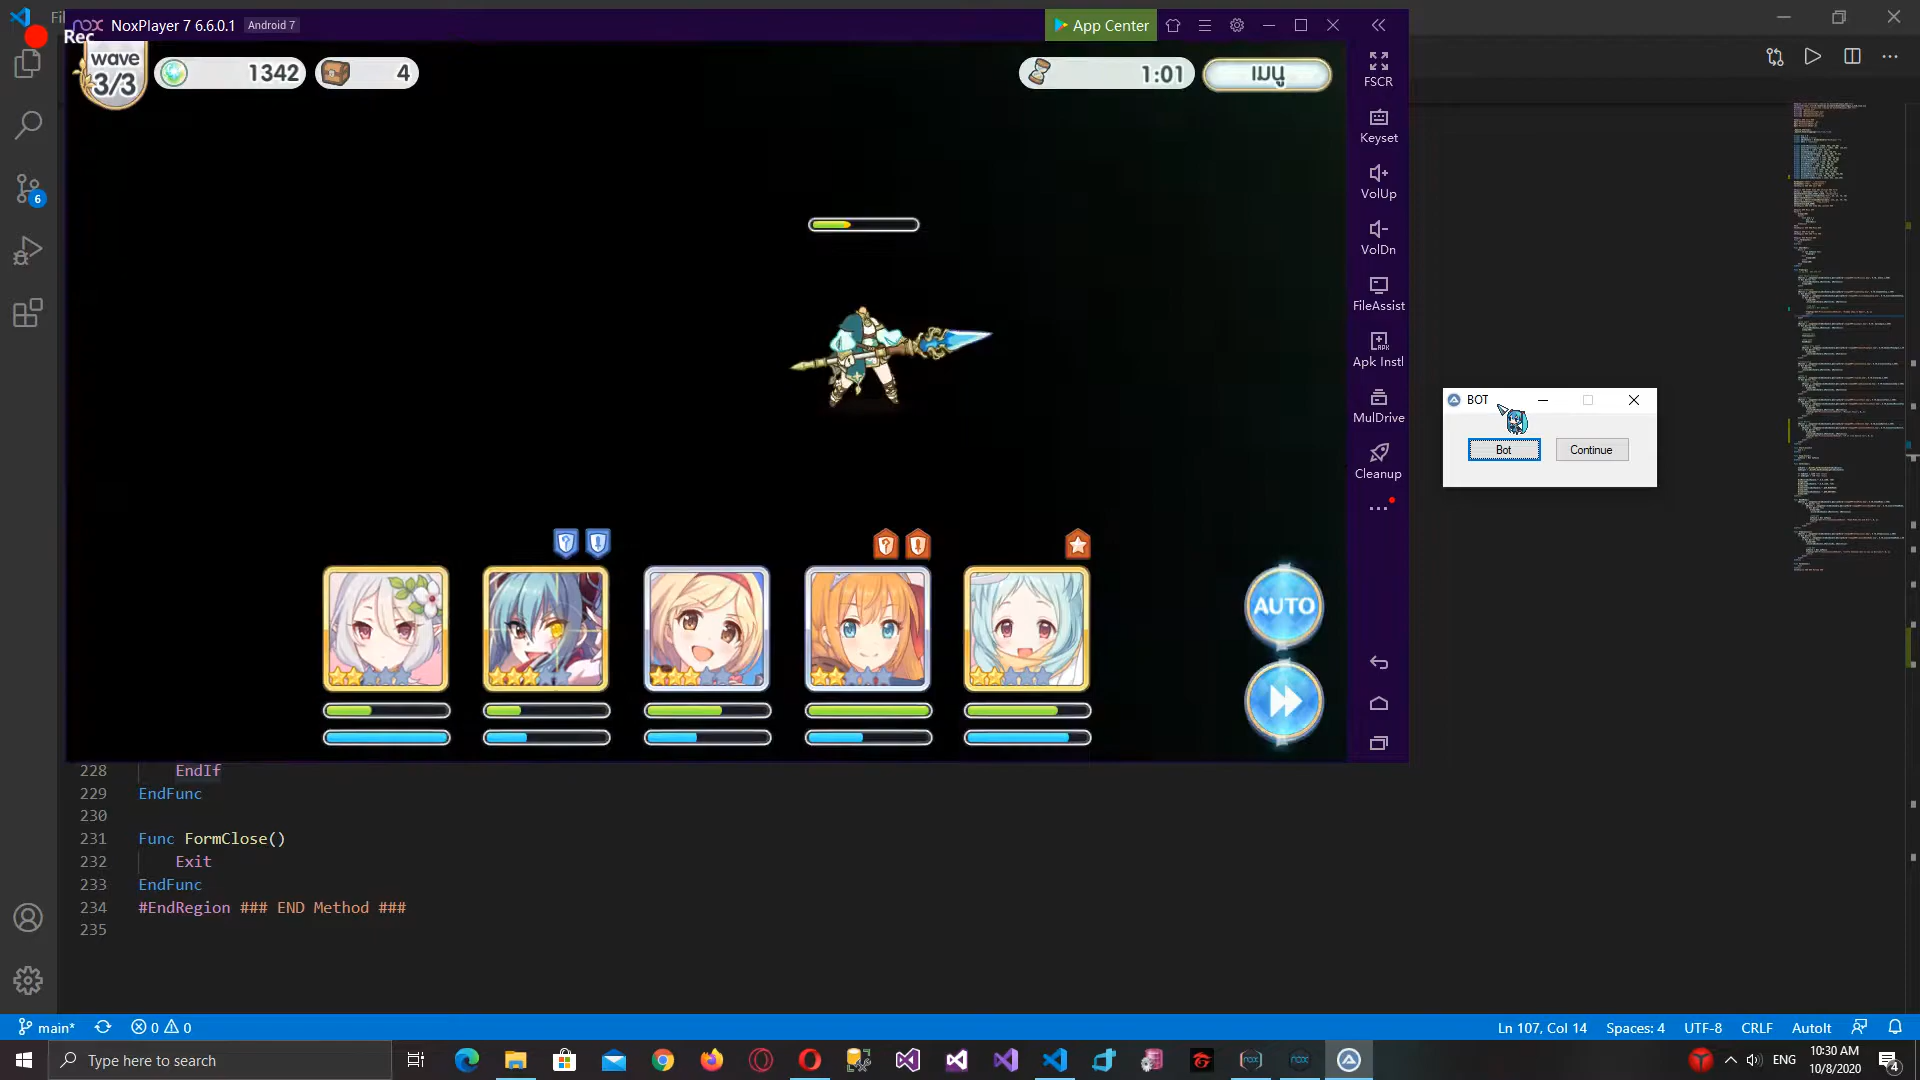 Fil
Rec
NoxPlayer 7 6.6.0.1
Android 7
App Center
wave
3/3
1342
4
1:01
เมนู
FSCR
Keyset
VolUp
VolDn
FileAssist
Apk Instl
MulDrive
Cleanup
6
BOT
Bot
Continue
AUTO
228 EndIf
229 EndFunc
230
231 Func FormClose()
232 Exit
233 EndFunc
234 #EndRegion ### END Method ###
235
main*
0
0
Ln 107, Col 14
Spaces: 4
UTF-8
CRLF
AutoIt
Type here to search
ENG
10:30 AM
10/8/2020
4